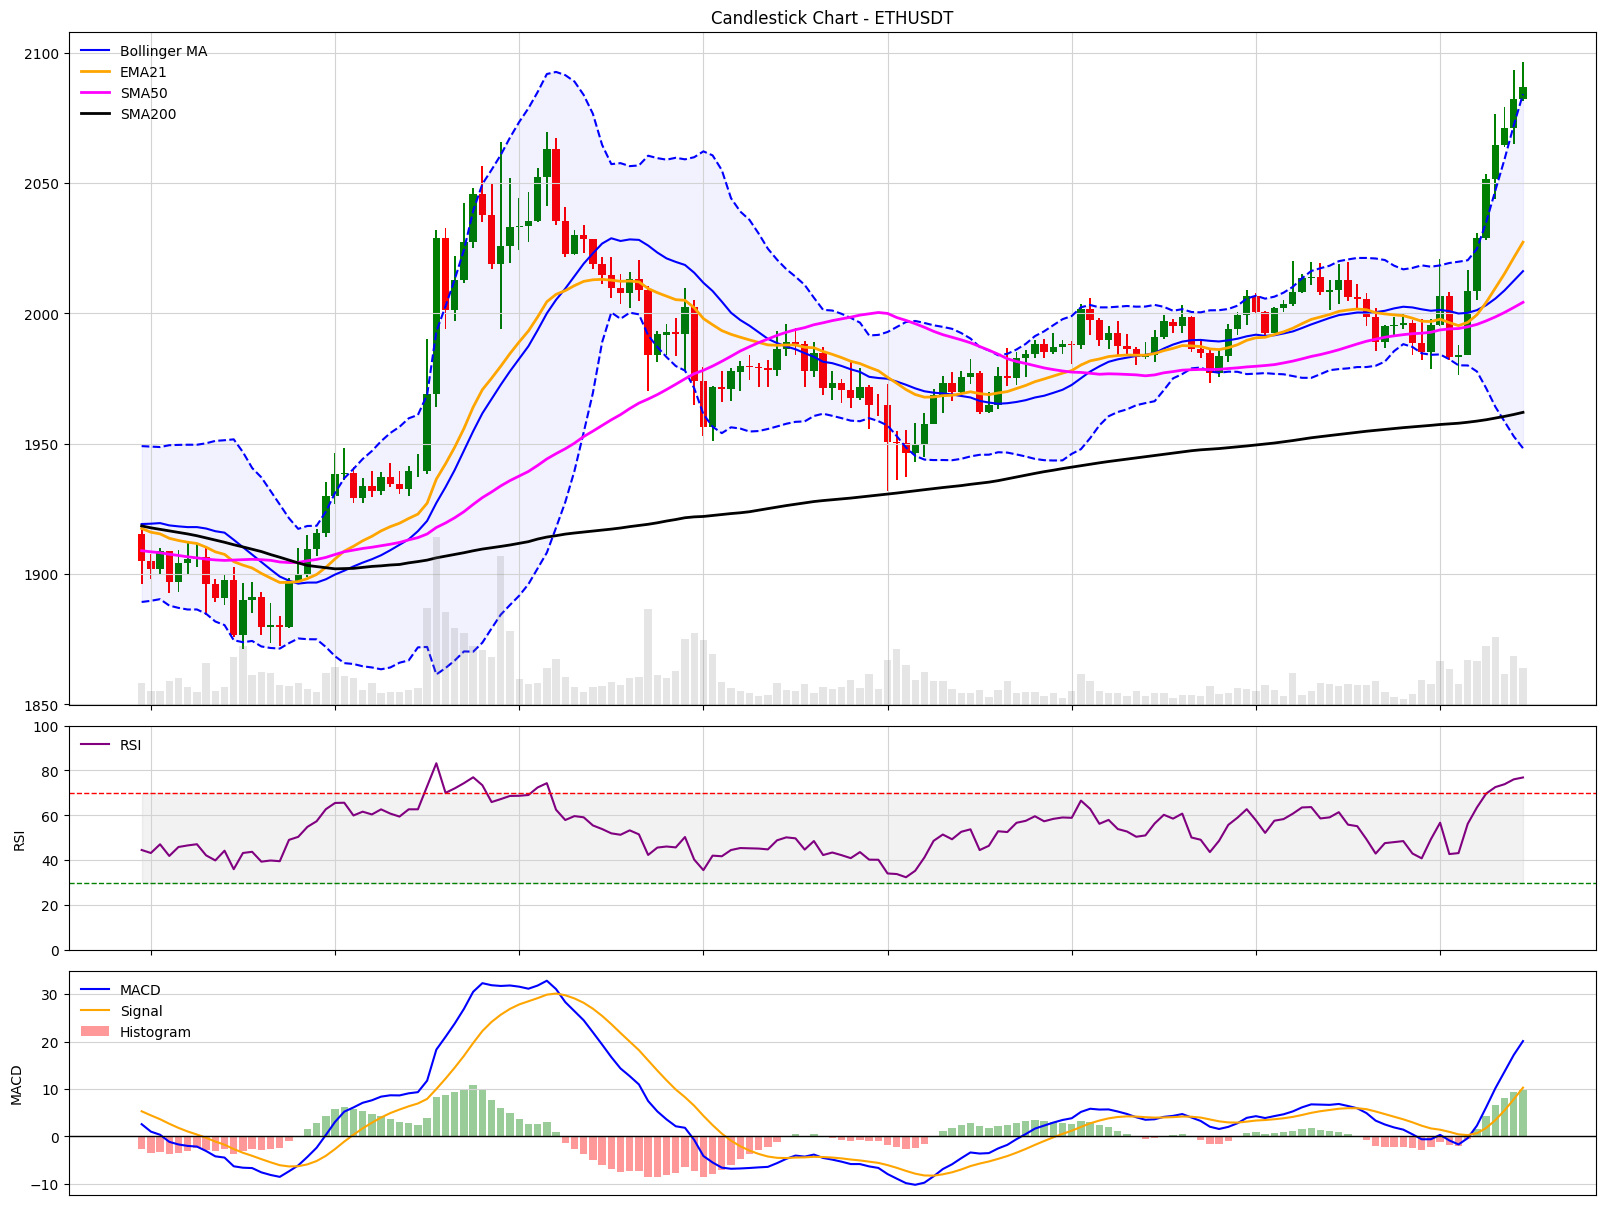 Candlestick Chart - ETHUSDT
Bollinger MA
EMA21
SMA50
SMA200
2100
2050
2000
1950
1900
1850
RSI
100
80
60
40
20
0
RSI
MACD
Signal
Histogram
30
20
10
0
−10
MACD